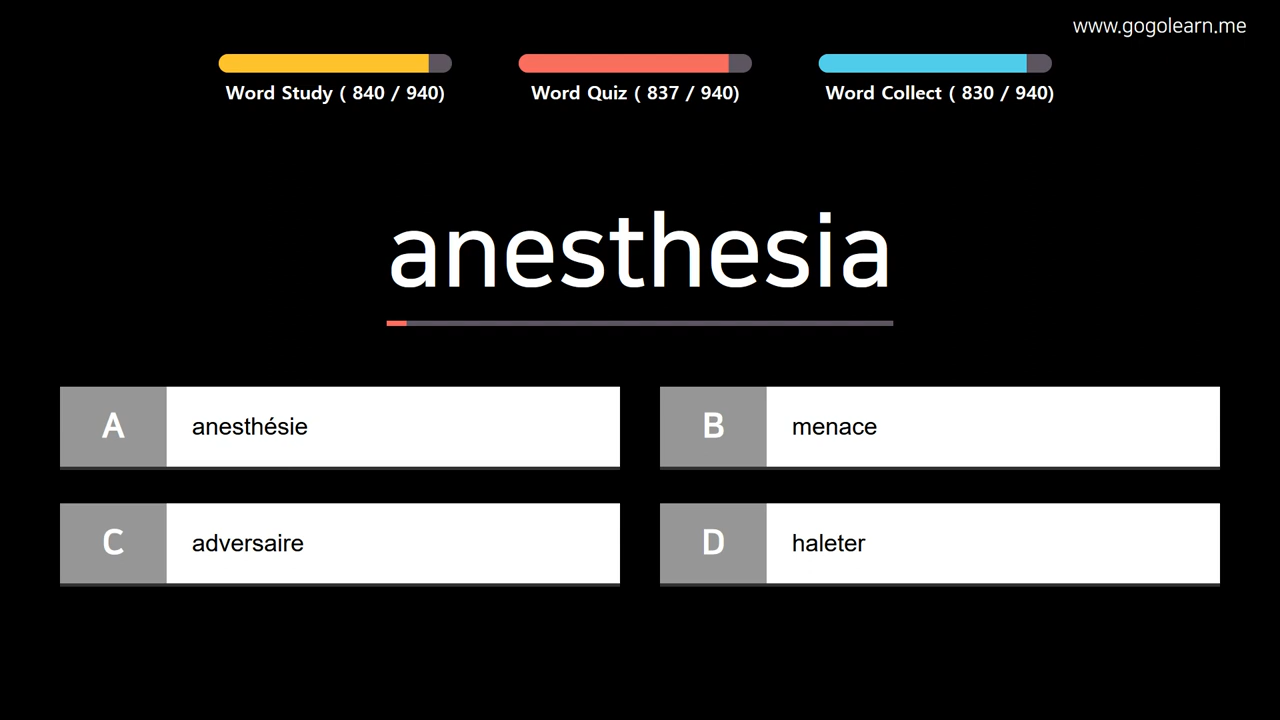 www.gogolearn.me
Word Study ( 840 / 940)
Word Quiz ( 837 / 940)
Word Collect ( 830 / 940)
anesthesia
A
anesthésie
B
menace
C
adversaire
D
haleter